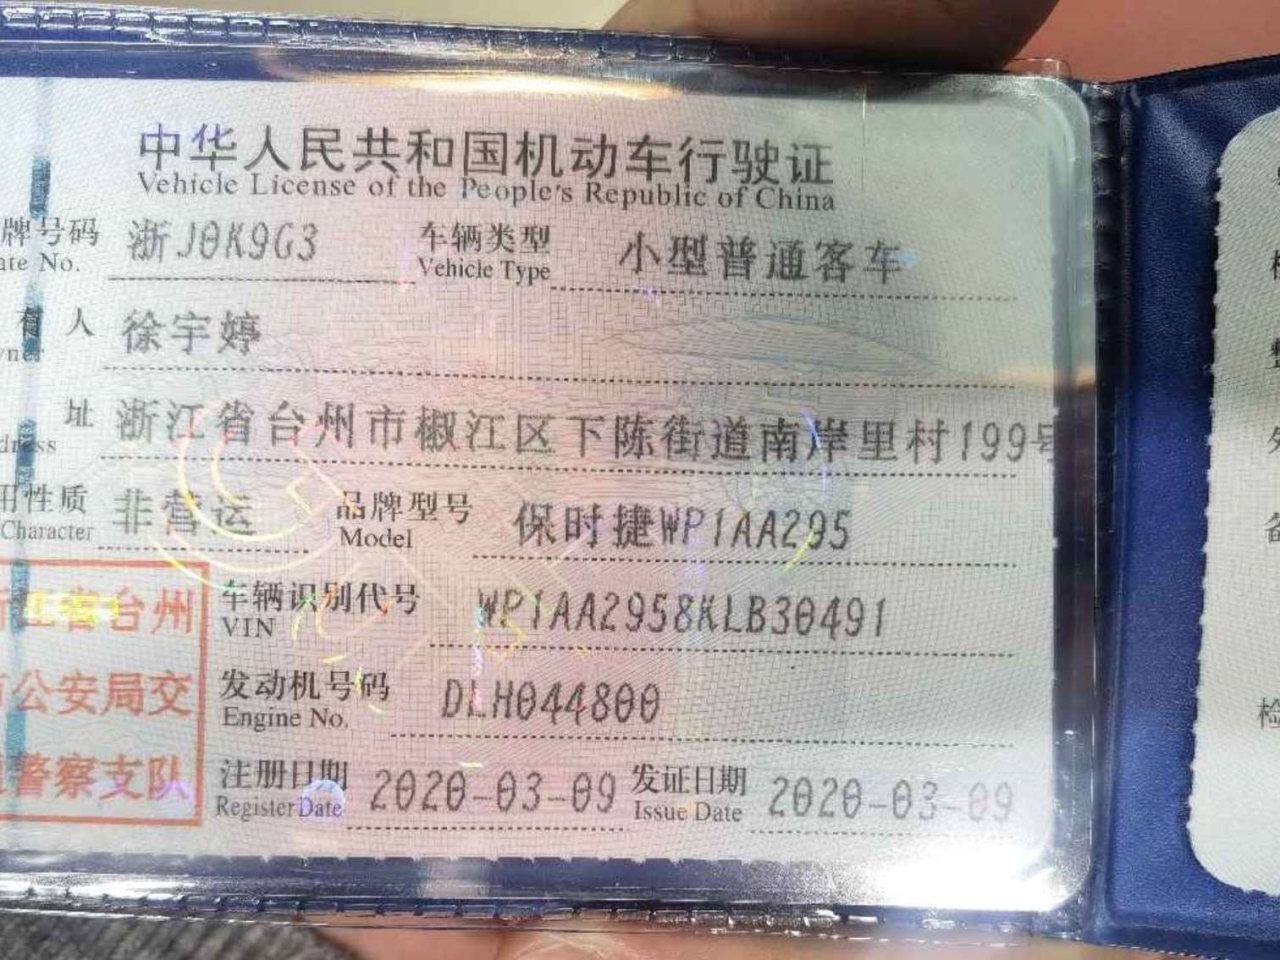 中华人民共和国机动车行驶证
Vehicle License of the People's Republic of China
牌号码 浙J0K9G3 车辆类型 小型普通客车
ate No. Vehicle Type
有人 徐宇婷
wner
址 浙江省台州市椒江区下陈街道南岸里村199号
dress
用性质 非营运 品牌型号 保时捷WP1AA295
Character Model
车辆识别代号 WP1AA2958KLB30491
VIN
江省台州
公安局交
警察支队
发动机号码 DLH044800
Engine No.
注册日期 2020-03-09 发证日期 2020-03-09
Register Date Issue Date